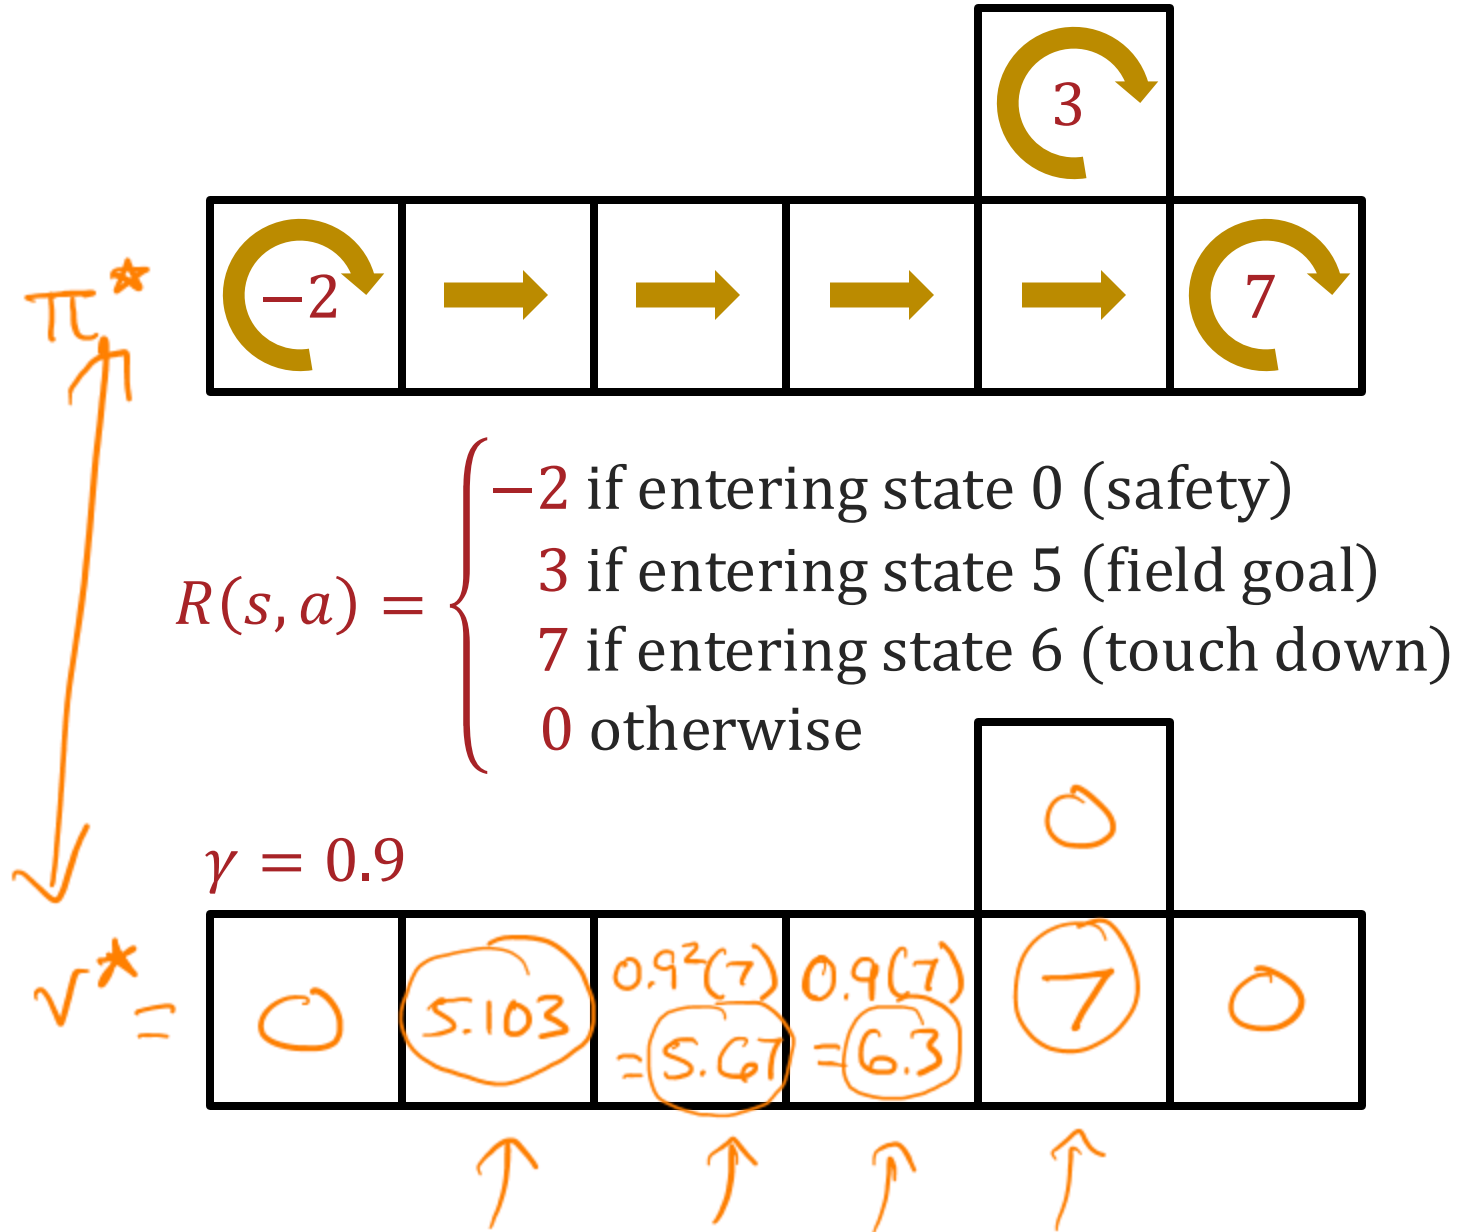 3
π*
−2
7
R(s, a) =
−2 if entering state 0 (safety)
3 if entering state 5 (field goal)
7 if entering state 6 (touch down)
0 otherwise
γ = 0.9
0
V* =
0
5.103
0.9²(7)
= 5.67
0.9(7)
= 6.3
7
0